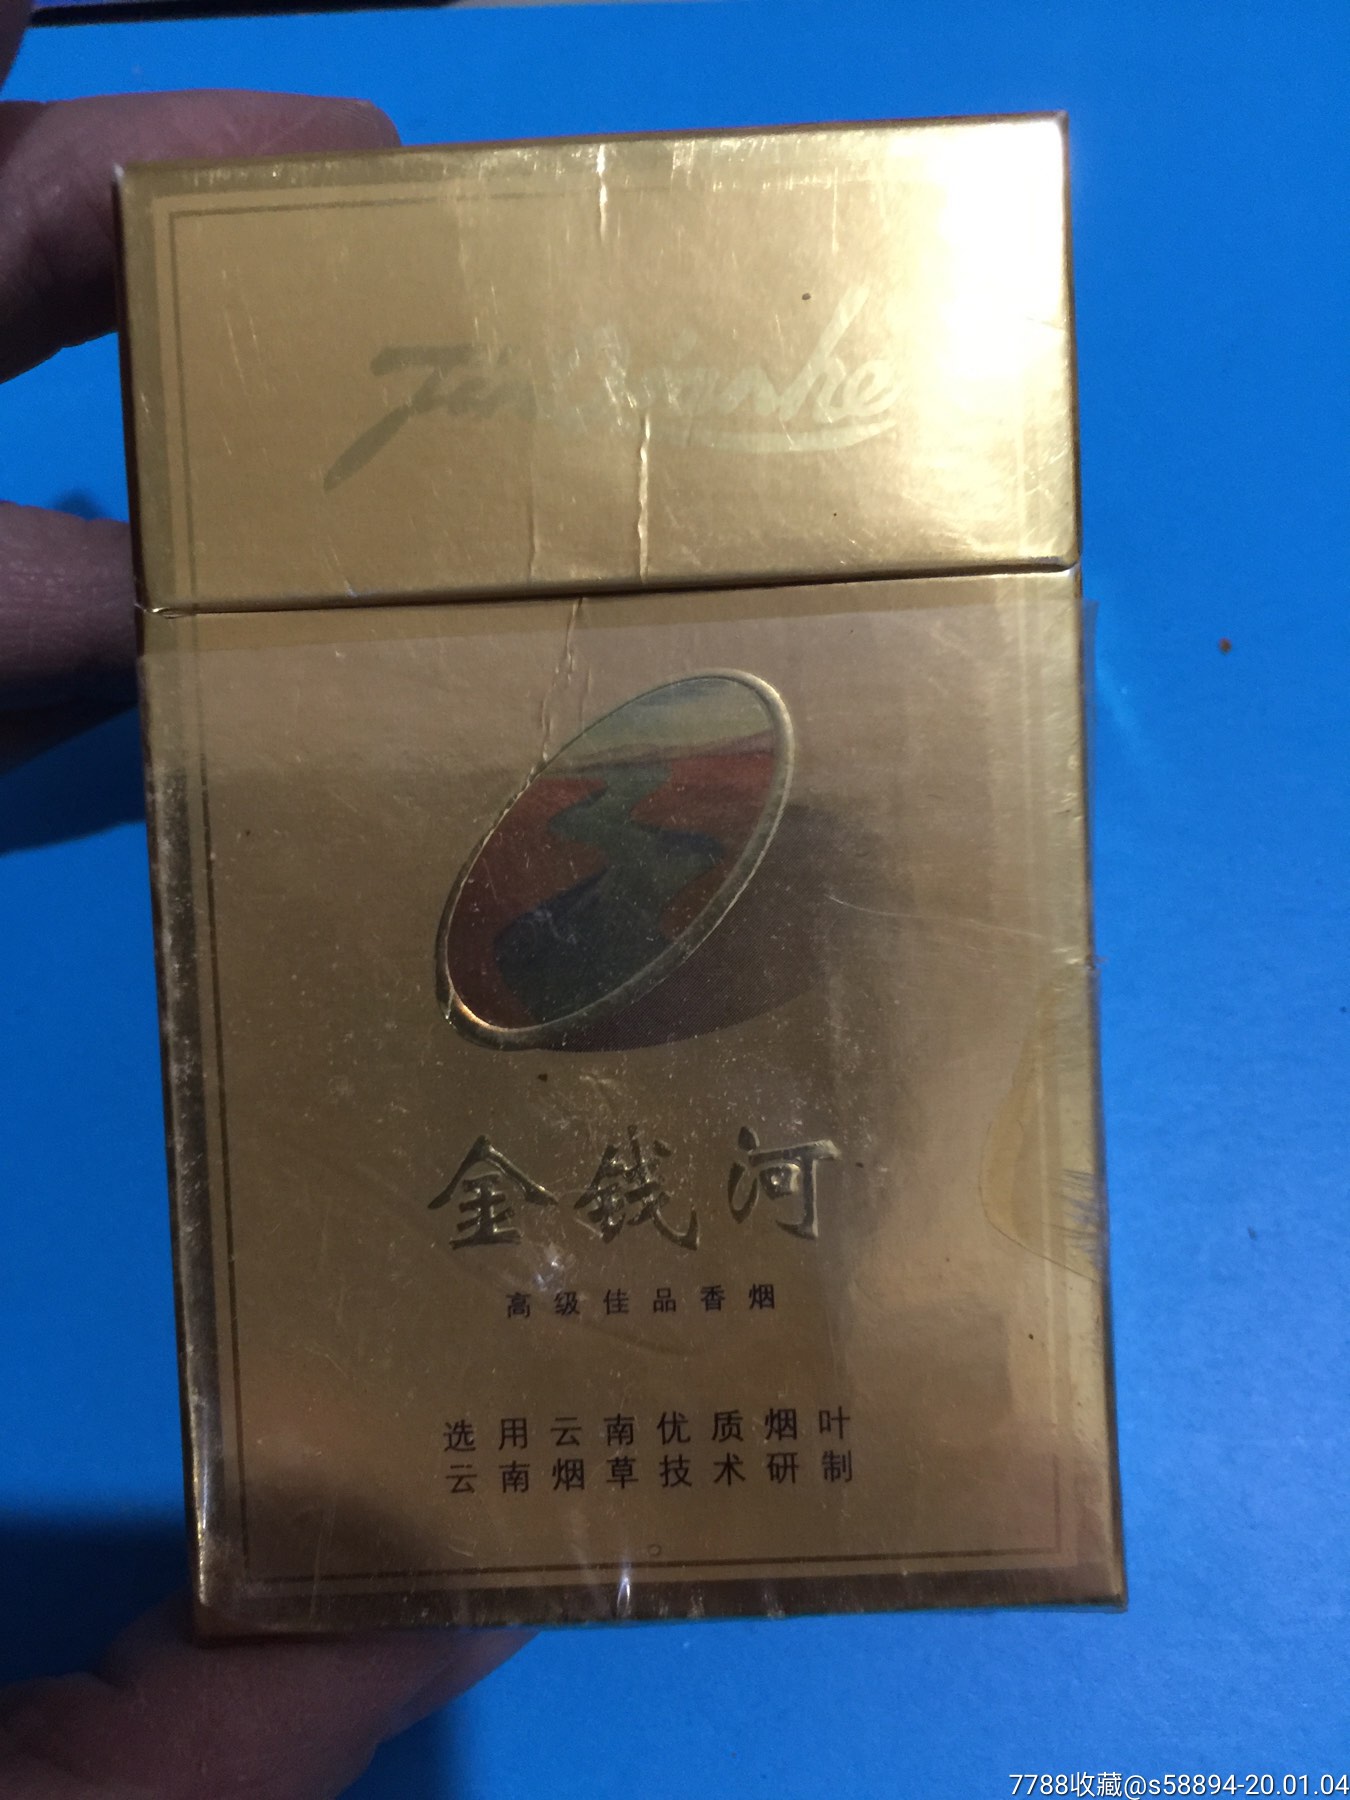 Jinqianhe
金钱河
高级佳品香烟
选用云南优质烟叶
云南烟草技术研制
7788收藏@s58894-20.01.04